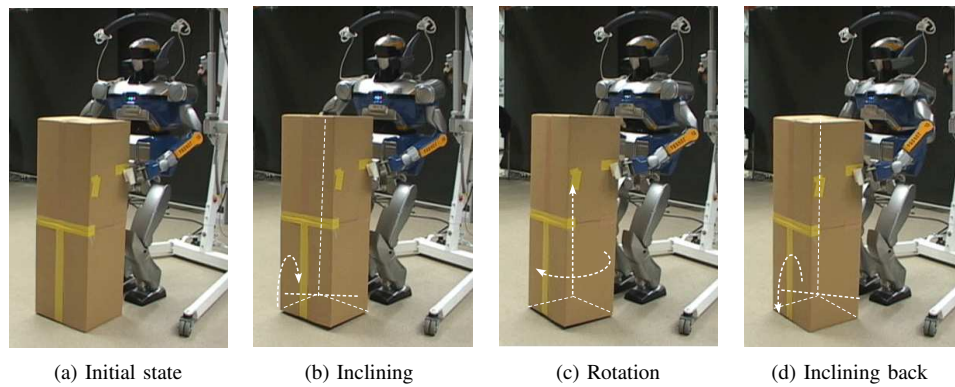 (a) Initial state
(b) Inclining
(c) Rotation
(d) Inclining back